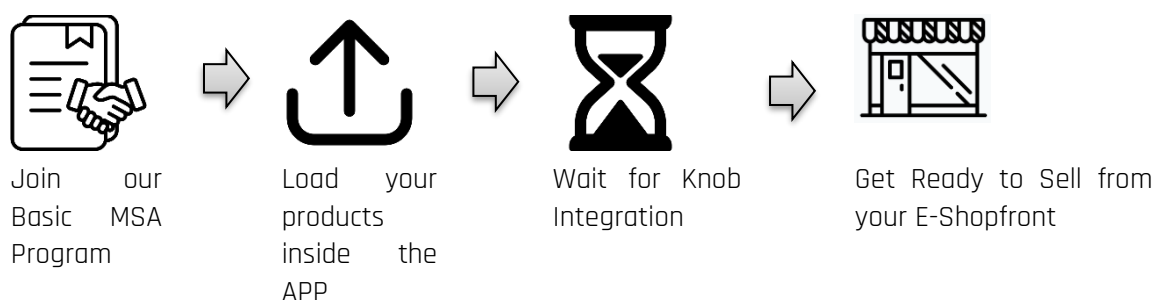 Join our
Basic MSA
Program
Load your
products
inside the
APP
Wait for Knob
Integration
Get Ready to Sell from
your E-Shopfront